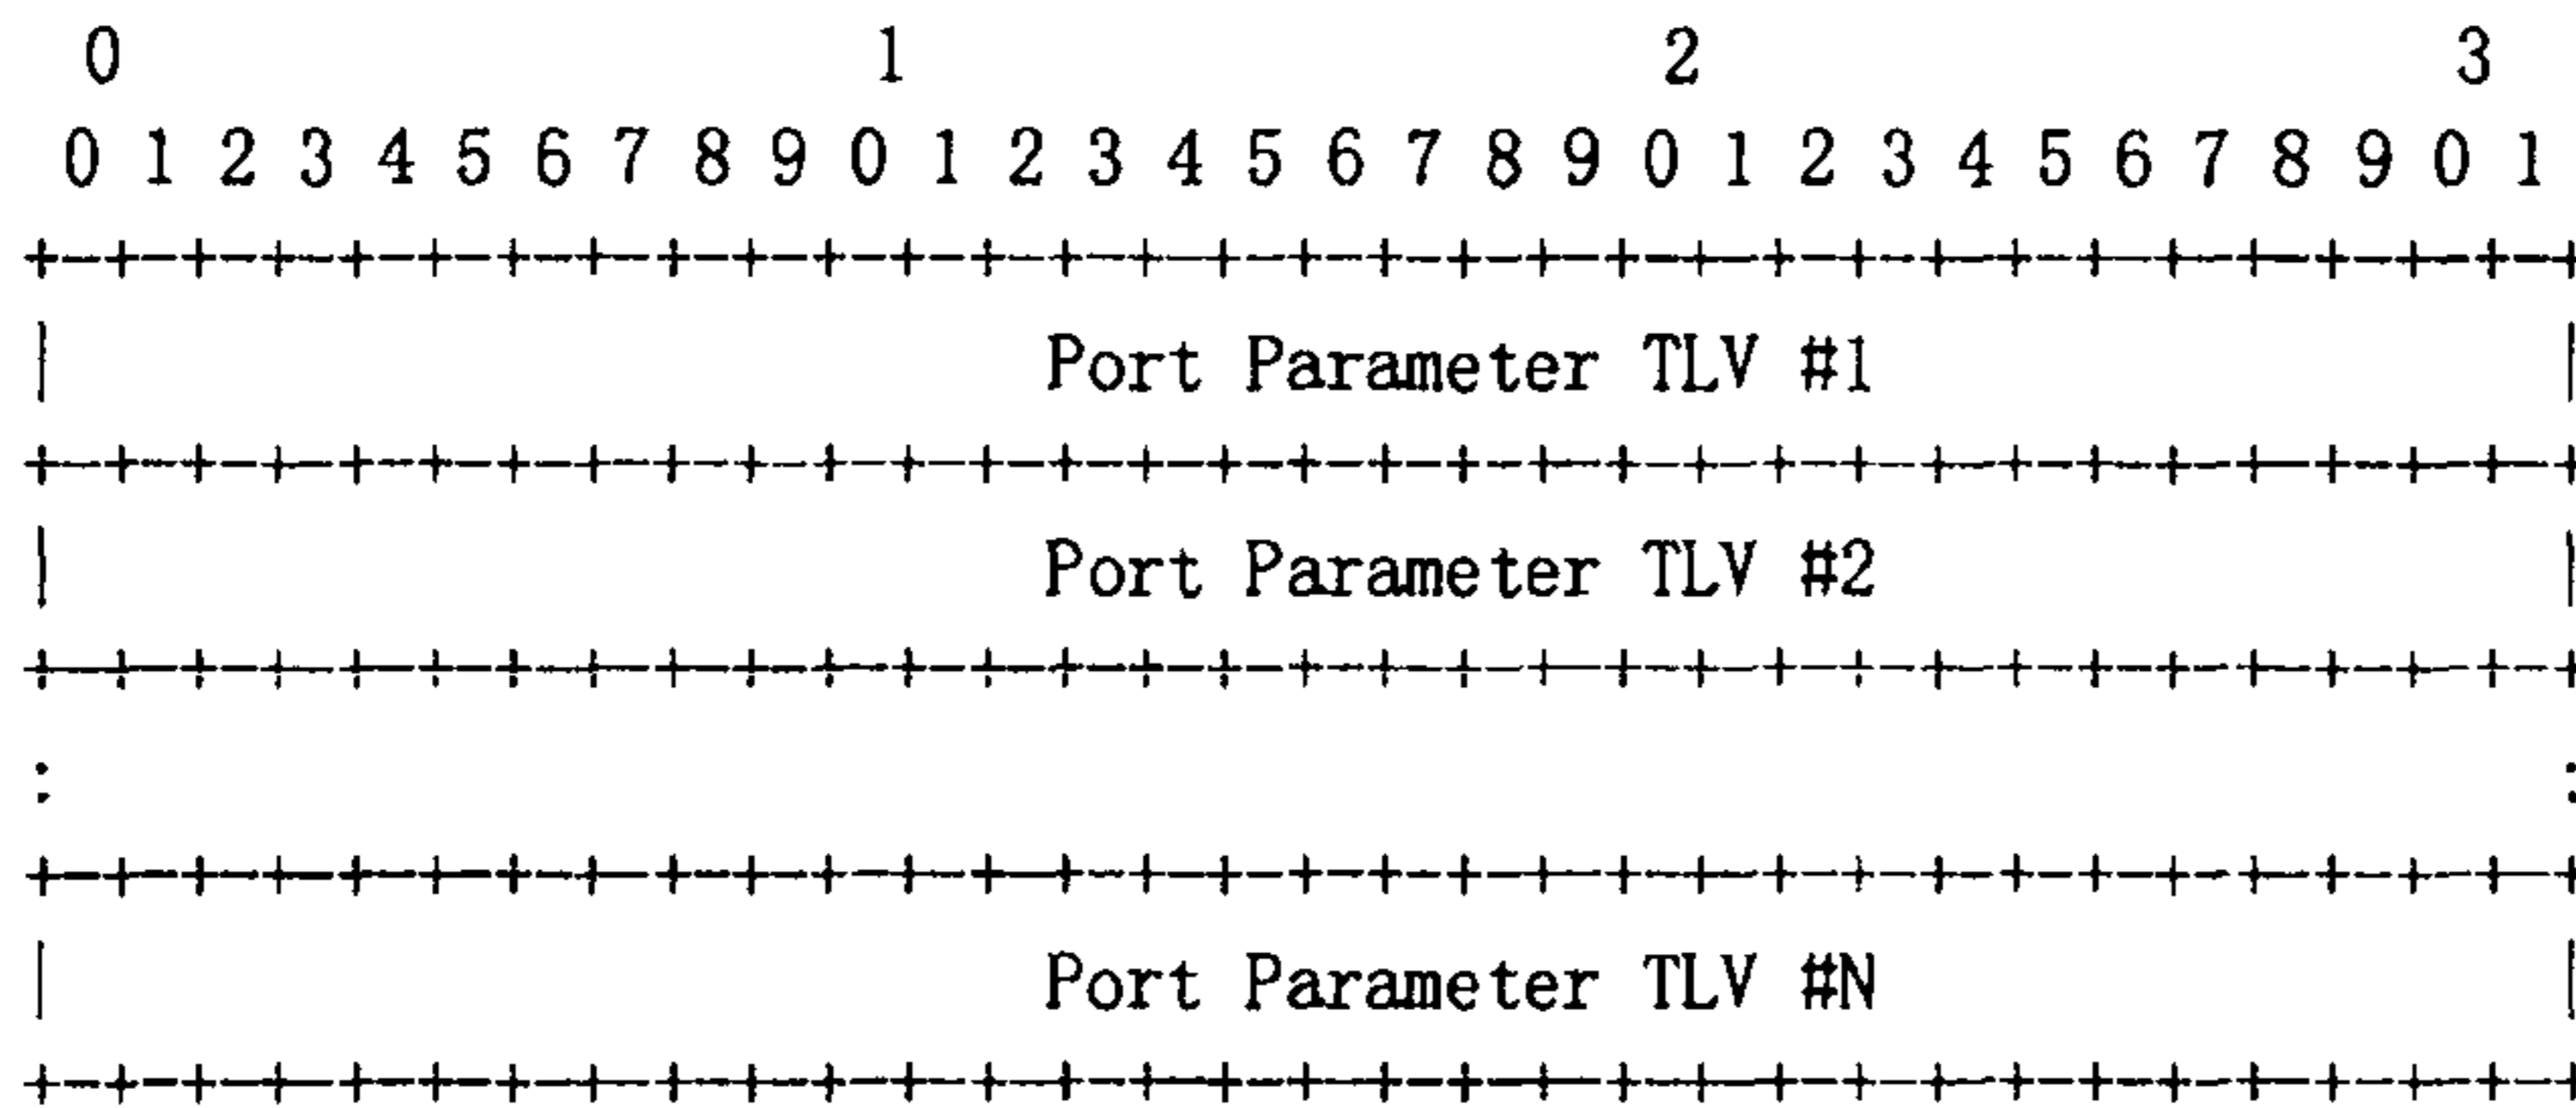 0                   1                   2                   3
0 1 2 3 4 5 6 7 8 9 0 1 2 3 4 5 6 7 8 9 0 1 2 3 4 5 6 7 8 9 0 1
+-+-+-+-+-+-+-+-+-+-+-+-+-+-+-+-+-+-+-+-+-+-+-+-+-+-+-+-+-+-+-+-+
|                         Port Parameter TLV #1                 |
+-+-+-+-+-+-+-+-+-+-+-+-+-+-+-+-+-+-+-+-+-+-+-+-+-+-+-+-+-+-+-+-+
|                         Port Parameter TLV #2                 |
+-+-+-+-+-+-+-+-+-+-+-+-+-+-+-+-+-+-+-+-+-+-+-+-+-+-+-+-+-+-+-+-+
:                                                               :
+-+-+-+-+-+-+-+-+-+-+-+-+-+-+-+-+-+-+-+-+-+-+-+-+-+-+-+-+-+-+-+-+
|                         Port Parameter TLV #N                 |
+-+-+-+-+-+-+-+-+-+-+-+-+-+-+-+-+-+-+-+-+-+-+-+-+-+-+-+-+-+-+-+-+